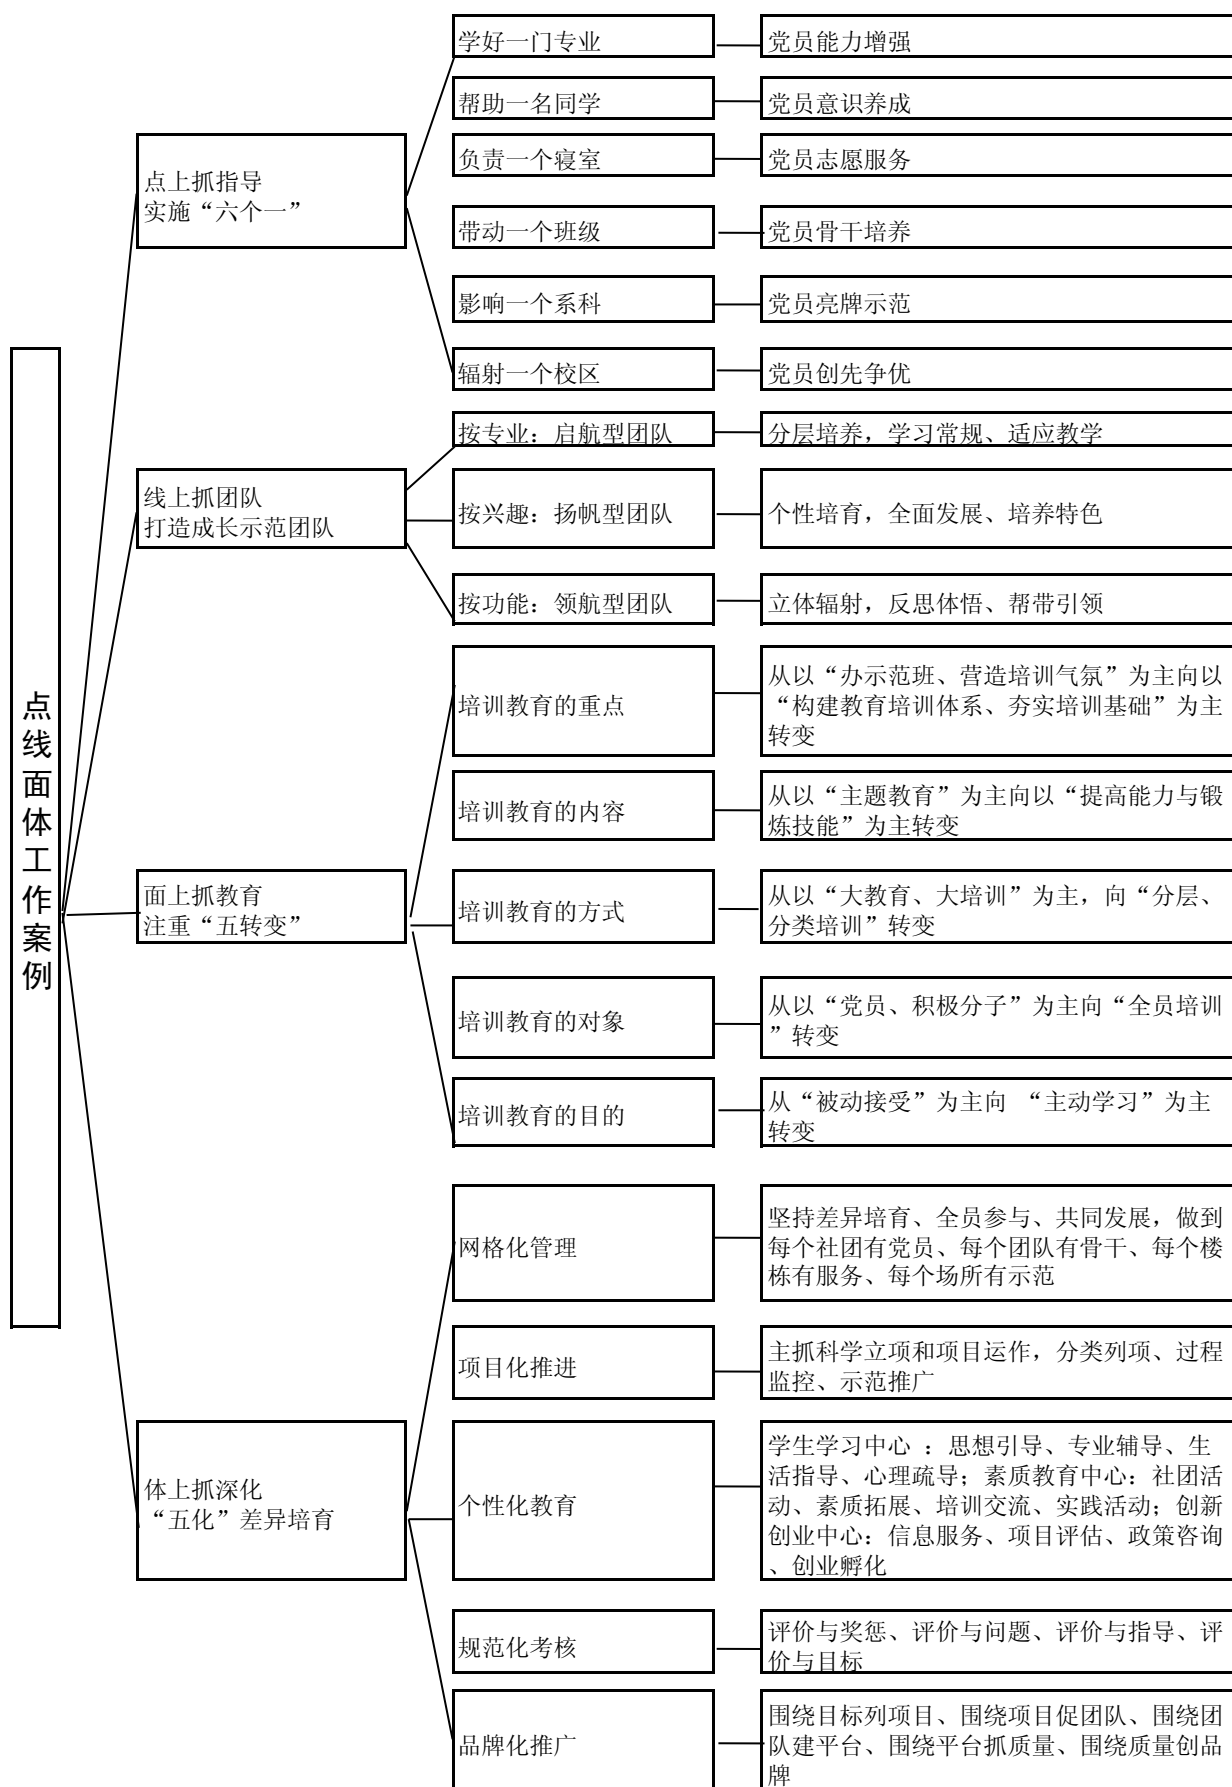 点线面体工作案例
点上抓指导
实施“六个一”
学好一门专业
党员能力增强
帮助一名同学
党员意识养成
负责一个寝室
党员志愿服务
带动一个班级
党员骨干培养
影响一个系科
党员亮牌示范
辐射一个校区
党员创先争优
线上抓团队
打造成长示范团队
按专业：启航型团队
分层培养，学习常规、适应教学
按兴趣：扬帆型团队
个性培育，全面发展、培养特色
按功能：领航型团队
立体辐射，反思体悟、帮带引领
面上抓教育
注重“五转变”
培训教育的重点
从以“办示范班、营造培训气氛”为主向以
“构建教育培训体系、夯实培训基础”为主
转变
培训教育的内容
从以“主题教育”为主向以“提高能力与锻
炼技能”为主转变
培训教育的方式
从以“大教育、大培训”为主，向“分层、
分类培训”转变
培训教育的对象
从以“党员、积极分子”为主向“全员培训
”转变
培训教育的目的
从“被动接受”为主向 “主动学习”为主
转变
体上抓深化
“五化”差异培育
网格化管理
坚持差异培育、全员参与、共同发展，做到
每个社团有党员、每个团队有骨干、每个楼
栋有服务、每个场所有示范
项目化推进
主抓科学立项和项目运作，分类列项、过程
监控、示范推广
个性化教育
学生学习中心 ：思想引导、专业辅导、生
活指导、心理疏导；素质教育中心：社团活
动、素质拓展、培训交流、实践活动；创新
创业中心：信息服务、项目评估、政策咨询
、创业孵化
规范化考核
评价与奖惩、评价与问题、评价与指导、评
价与目标
品牌化推广
围绕目标列项目、围绕项目促团队、围绕团
队建平台、围绕平台抓质量、围绕质量创品
牌